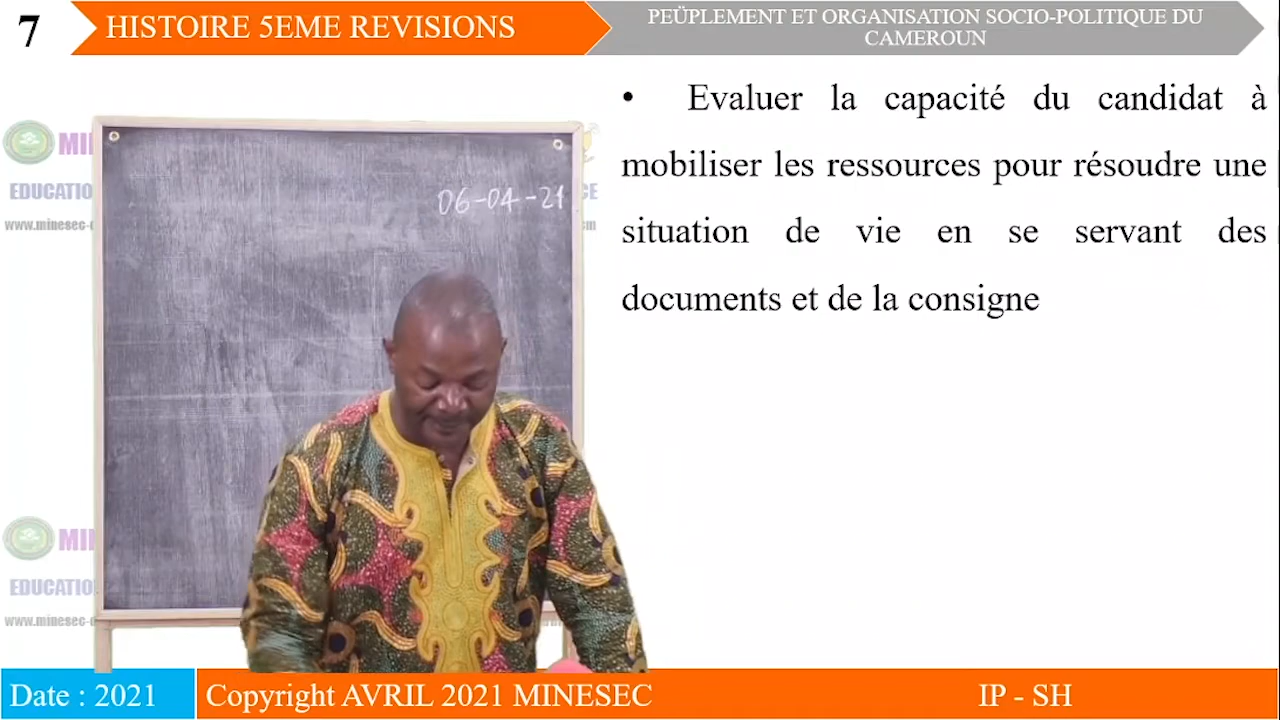 7
HISTOIRE 5EME REVISIONS
PEÜPLEMENT ET ORGANISATION SOCIO-POLITIQUE DU
CAMEROUN
• Evaluer la capacité du candidat à
mobiliser les ressources pour résoudre une
situation de vie en se servant des
documents et de la consigne
06-04-21
Date : 2021
Copyright AVRIL 2021 MINESEC
IP - SH